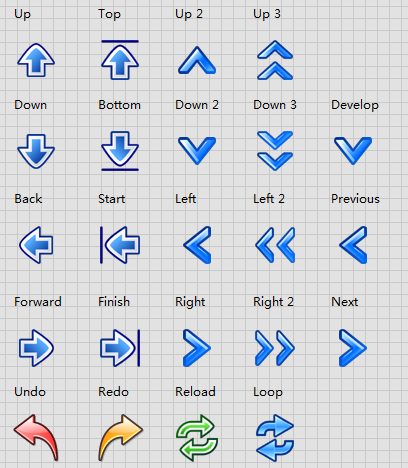 Up Top Up 2 Up 3
Down Bottom Down 2 Down 3 Develop
Back Start Left Left 2 Previous
Forward Finish Right Right 2 Next
Undo Redo Reload Loop